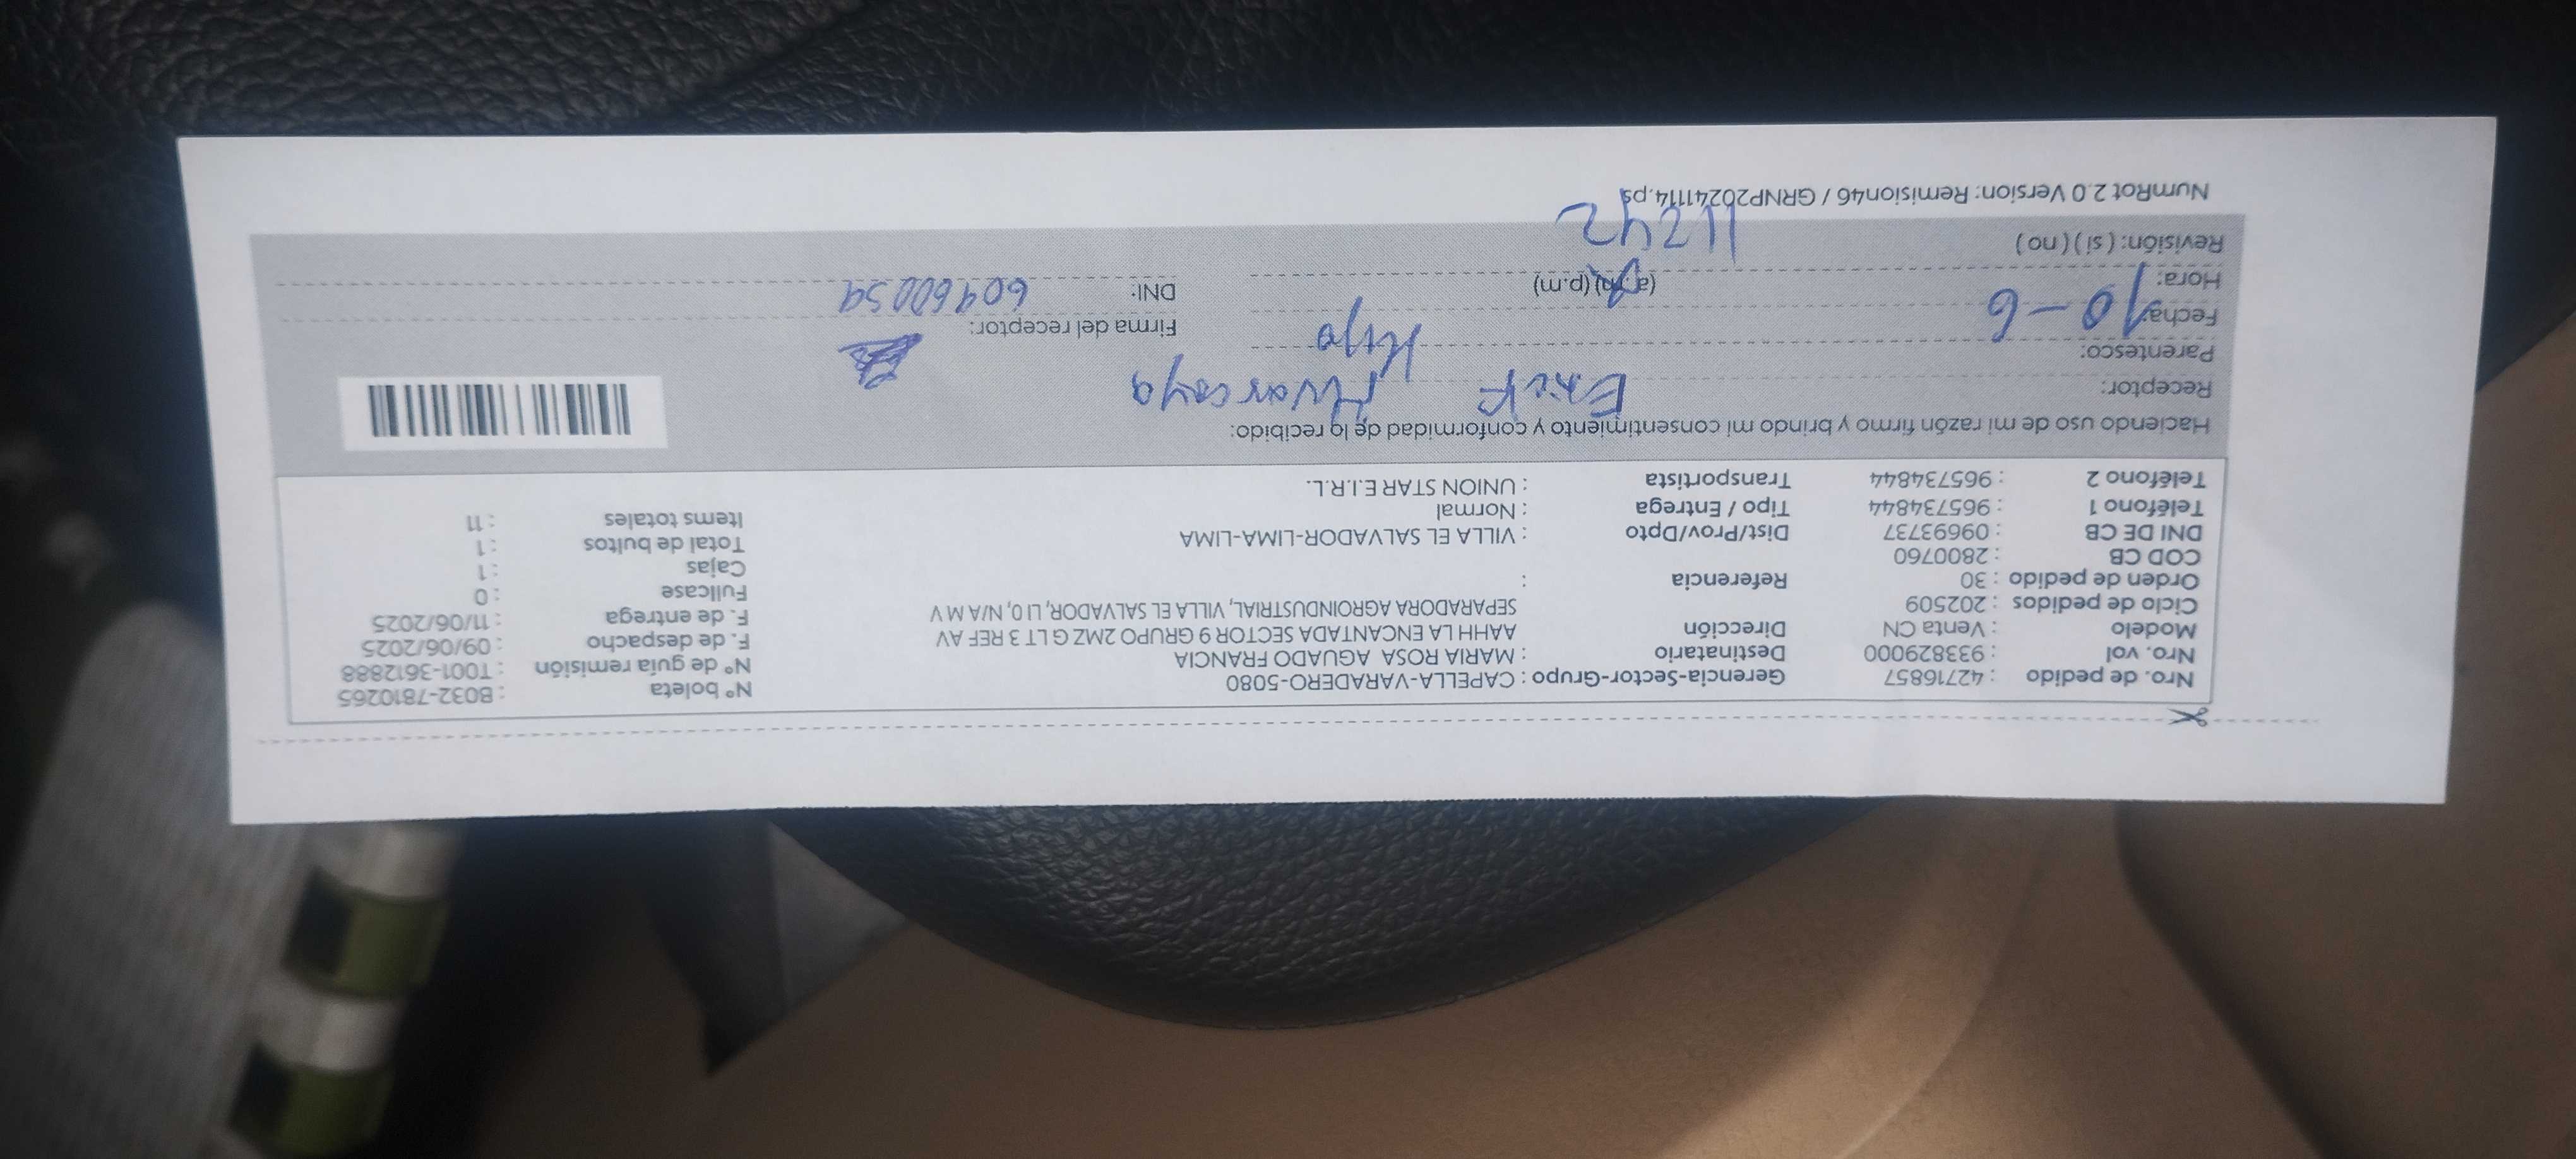 Nro. de pedido : 42716857 Gerencia-Sector-Grupo : CAPELLA-VARADERO-5080 N° boleta : B032-7810265
Nro. vol : 933829000 Destinatario : MARIA ROSA AGUADO FRANCIA N° de guía remisión : T001-3612888
Modelo : Venta CN Dirección AAHH LA ENCANTADA SECTOR 9 GRUPO 2MZ G LT 3 REF AV F. de despacho : 09/06/2025
Ciclo de pedidos : 202509 SEPARADORA AGROINDUSTRIAL, VILLA EL SALVADOR, LI 0, N/A M V F. de entrega : 11/06/2025
Orden de pedido : 30 Referencia : Fullcase : 0
COD CB : 2800760 Cajas : 1
DNI DE CB : 09693737 Dist/Prov/Dpto : VILLA EL SALVADOR-LIMA-LIMA Total de bultos : 1
Teléfono 1 : 965734844 Tipo / Entrega : Normal Items totales : 11
Teléfono 2 : 965734844 Transportista : UNION STAR E.I.R.L.
Haciendo uso de mi razón firmo y brindo mi consentimiento y conformidad de lo recibido:
Receptor: Erick Huarcaya
Parentesco: Hijo
Fecha: 10-6 Firma del receptor:
Hora: (a.m) (p.m) DNI:
Revisión: ( si ) ( no ) 11242
NumRot 2.0 Version: Remision46 / GRNP20241114.ps